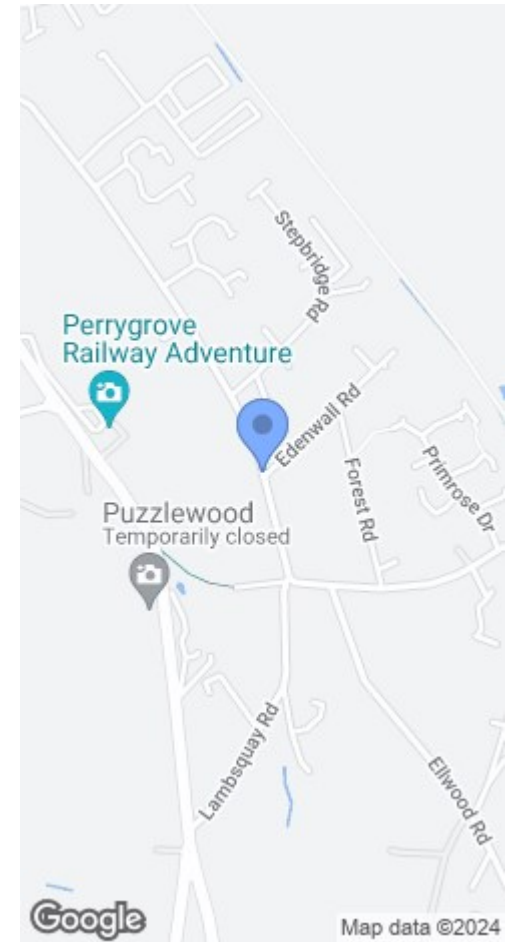 Stepbridge Rd
Perrygrove
Railway Adventure
Edenwall Rd
Puzzlewood
Temporarily closed
Forest Rd
Primrose Dr
Lambsquay Rd
Ellwood Rd
Google
Map data ©2024